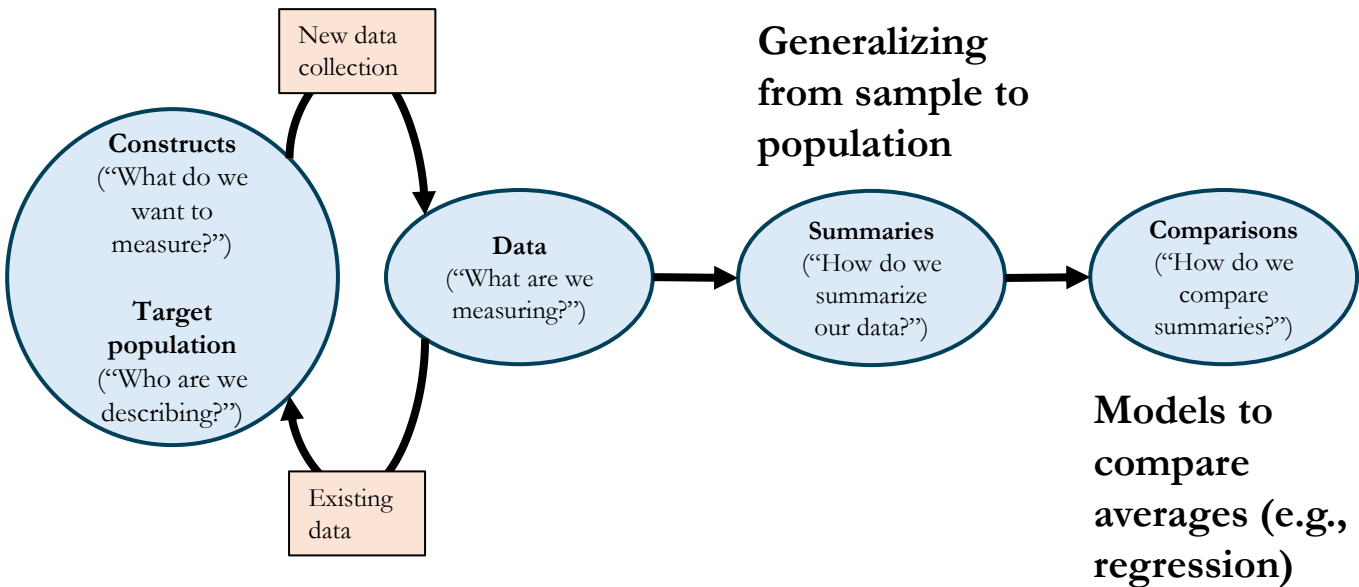 New data
collection
Generalizing
from sample to
population
Constructs
(“What do we
want to
measure?”)
Target
population
(“Who are we
describing?”)
Data
(“What are we
measuring?”)
Summaries
(“How do we
summarize
our data?”)
Comparisons
(“How do we
compare
summaries?”)
Existing
data
Models to
compare
averages (e.g.,
regression)